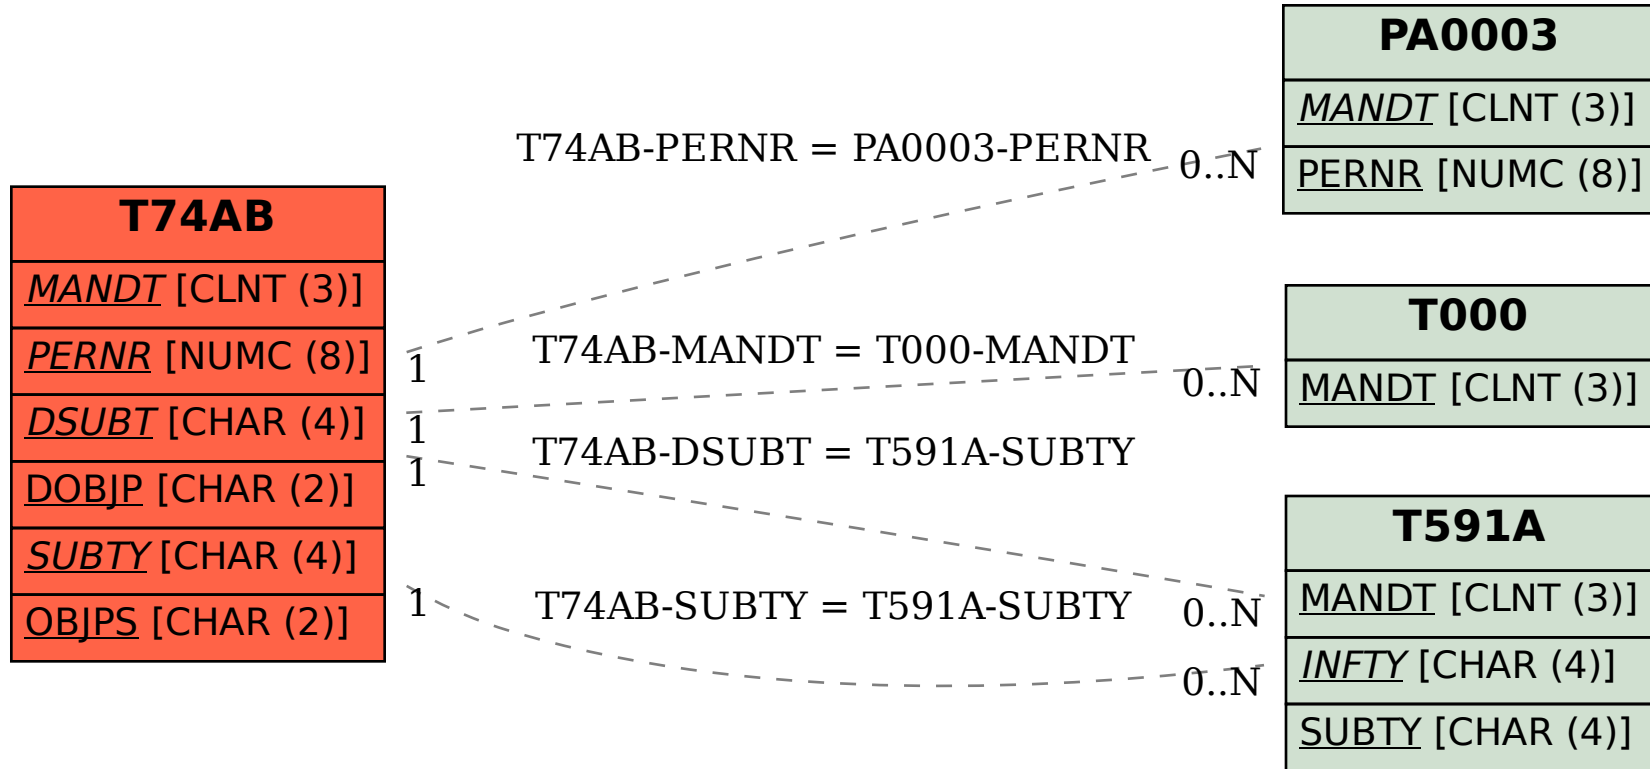 T74AB
MANDT [CLNT (3)]
PERNR [NUMC (8)]
DSUBT [CHAR (4)]
DOBJP [CHAR (2)]
SUBTY [CHAR (4)]
OBJPS [CHAR (2)]
T74AB-PERNR = PA0003-PERNR
0..N
1
T74AB-MANDT = T000-MANDT
0..N
1
T74AB-DSUBT = T591A-SUBTY
1
0..N
T74AB-SUBTY = T591A-SUBTY
1
0..N
PA0003
MANDT [CLNT (3)]
PERNR [NUMC (8)]
T000
MANDT [CLNT (3)]
T591A
MANDT [CLNT (3)]
INFTY [CHAR (4)]
SUBTY [CHAR (4)]